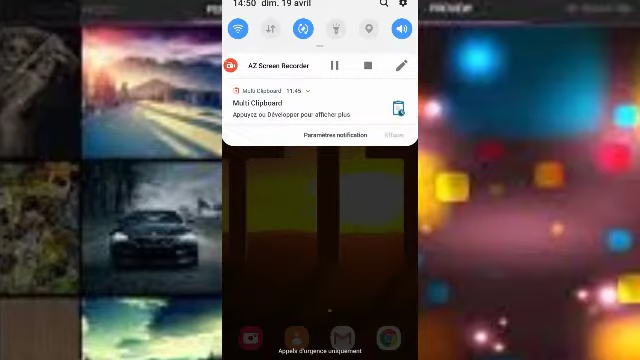 14:50 dim. 19 avril
PREVIEW
AZ Screen Recorder
Multi Clipboard 11:45
Multi Clipboard
Appuyez ou Développer pour afficher plus
Paramètres notification Effacer
Appels d'urgence uniquement